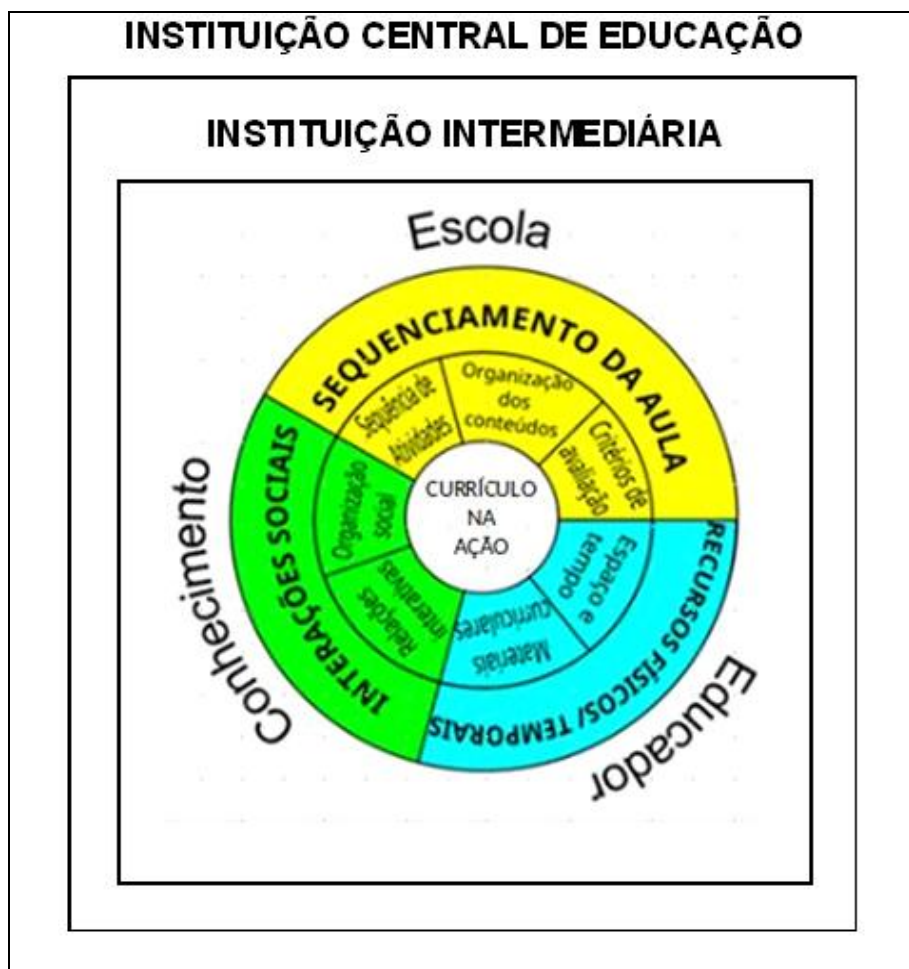 INSTITUIÇÃO CENTRAL DE EDUCAÇÃO
INSTITUIÇÃO INTERMEDIÁRIA
Escola
SEQUENCIAMENTO DA AULA
Sequência de
Atividades
Organização
dos
conteúdos
Critérios de
avaliação
INTERAÇÕES SOCIAIS
Organização
social
Relações
interativas
CURRÍCULO
NA
AÇÃO
RECURSOS FÍSICOS/ TEMPORAIS
Espaço e
tempo
Materiais
curriculares
Conhecimento
Educador